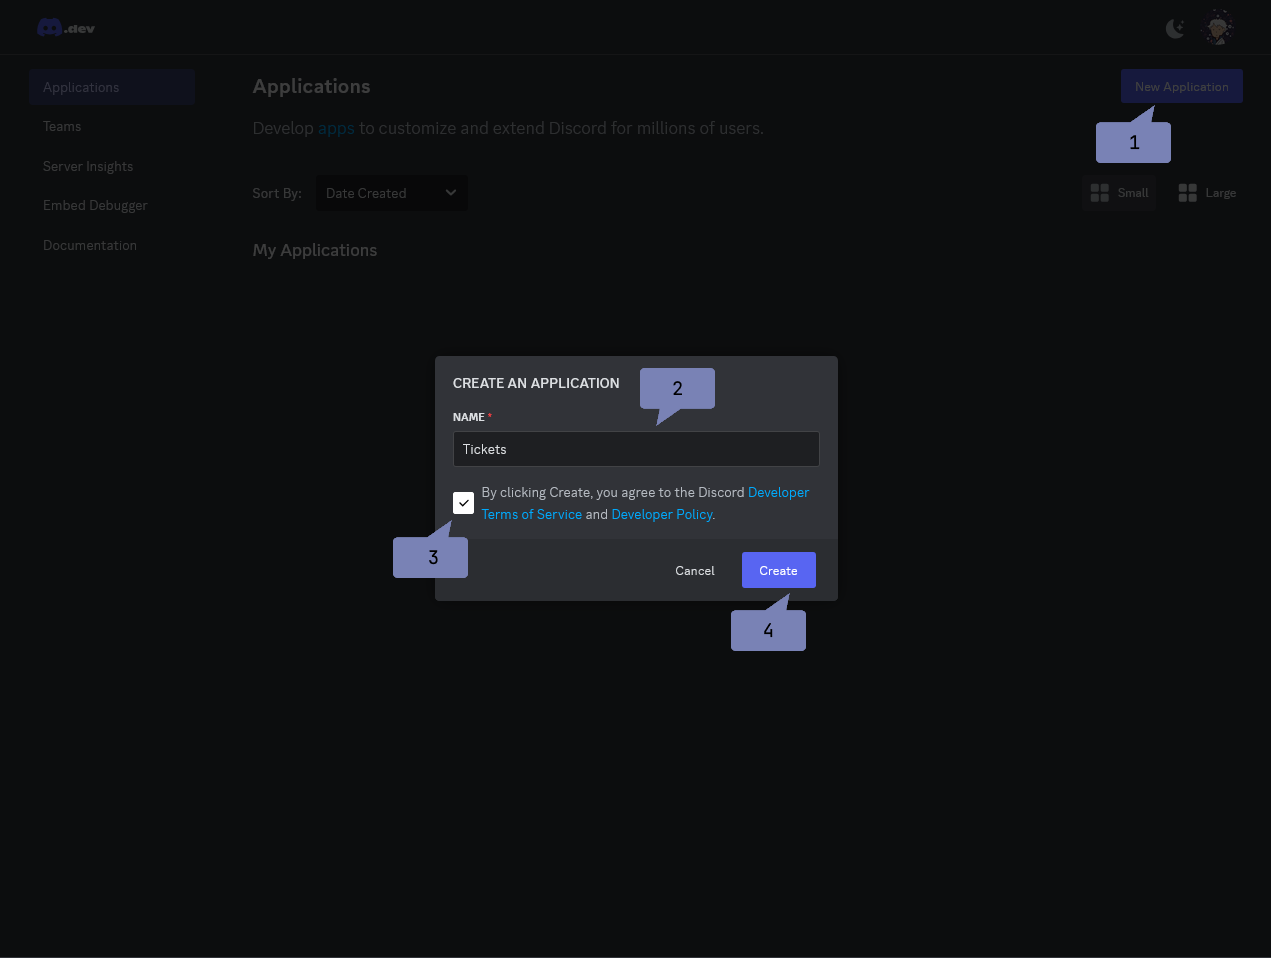 .dev
Applications
Teams
Server Insights
Embed Debugger
Documentation
Applications
New Application
1
Develop apps to customize and extend Discord for millions of users.
Sort By:
Date Created
Small
Large
My Applications
CREATE AN APPLICATION
2
NAME *
Tickets
By clicking Create, you agree to the Discord Developer
Terms of Service and Developer Policy.
3
Cancel
Create
4